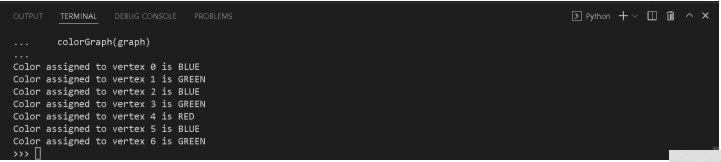 OUTPUT TERMINAL DEBUG CONSOLE PROBLEMS Python
... colorGraph(graph)
...
Color assigned to vertex 0 is BLUE
Color assigned to vertex 1 is GREEN
Color assigned to vertex 2 is BLUE
Color assigned to vertex 3 is GREEN
Color assigned to vertex 4 is RED
Color assigned to vertex 5 is BLUE
Color assigned to vertex 6 is GREEN
>>>